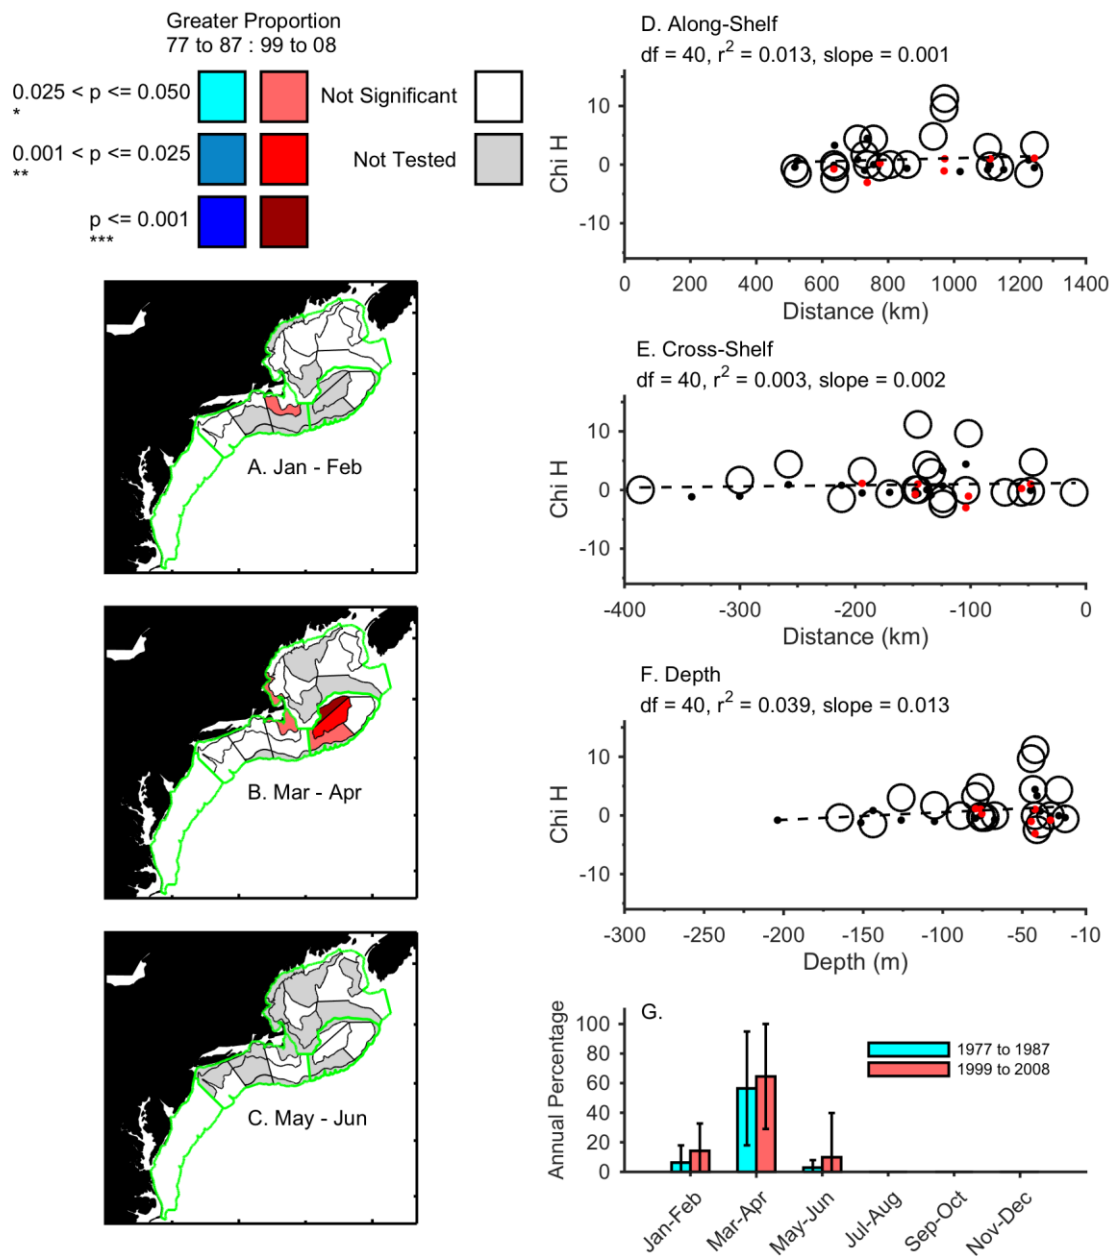 Greater Proportion
77 to 87 : 99 to 08
0.025 < p <= 0.050
*
0.001 < p <= 0.025
**
p <= 0.001
***
Not Significant
Not Tested
A. Jan - Feb
B. Mar - Apr
C. May - Jun
D. Along-Shelf
df = 40, r² = 0.013, slope = 0.001
10
0
-10
Chi H
0 200 400 600 800 1000 1200 1400
Distance (km)
E. Cross-Shelf
df = 40, r² = 0.003, slope = 0.002
10
0
-10
Chi H
-400 -300 -200 -100 0
Distance (km)
F. Depth
df = 40, r² = 0.039, slope = 0.013
10
0
-10
Chi H
-300 -250 -200 -150 -100 -50 -10
Depth (m)
G.
100
80
60
40
20
0
Annual Percentage
1977 to 1987
1999 to 2008
Jan-Feb Mar-Apr May-Jun Jul-Aug Sep-Oct Nov-Dec